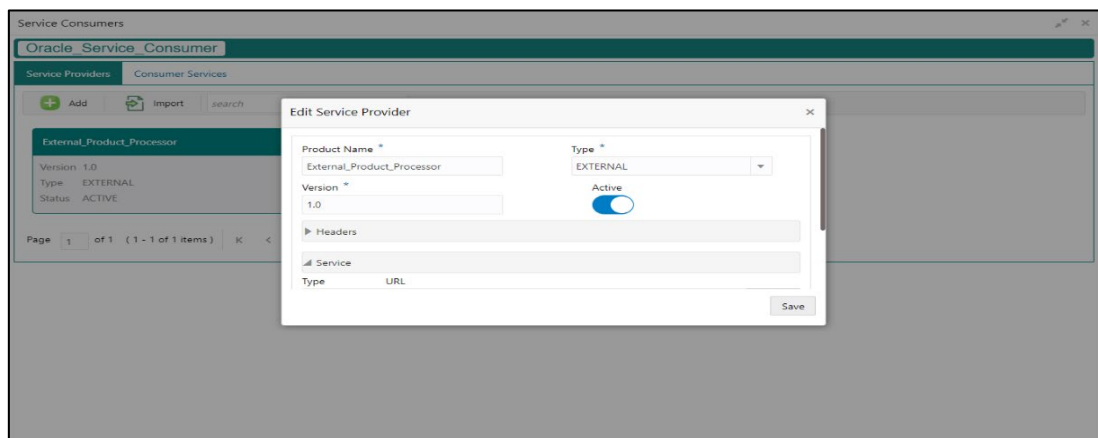 Service Consumers
Oracle_Service_Consumer
Service Providers Consumer Services
Add Import search
External_Product_Processor
Version 1.0
Type EXTERNAL
Status ACTIVE
Page 1 of 1 (1 - 1 of 1 items)
Edit Service Provider
Product Name * Type *
External_Product_Processor EXTERNAL
Version * Active
1.0
Headers
Service
Type URL
Save